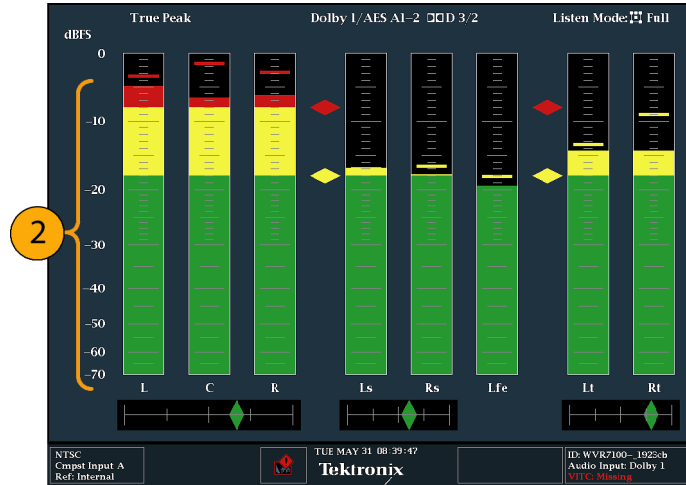 True Peak
Dolby 1/AES A1-2 D 3/2
Listen Mode: Full
dBFS
0
-10
-20
-30
-40
-50
-60
-70
2
L C R Ls Rs Lfe Lt Rt
NTSC
Cmpst Input A
Ref: Internal
TUE MAY 31 08:39:47
Tektronix
ID: WVR7100-_1923ch
Audio Input: Dolby 1
VITC: Missing